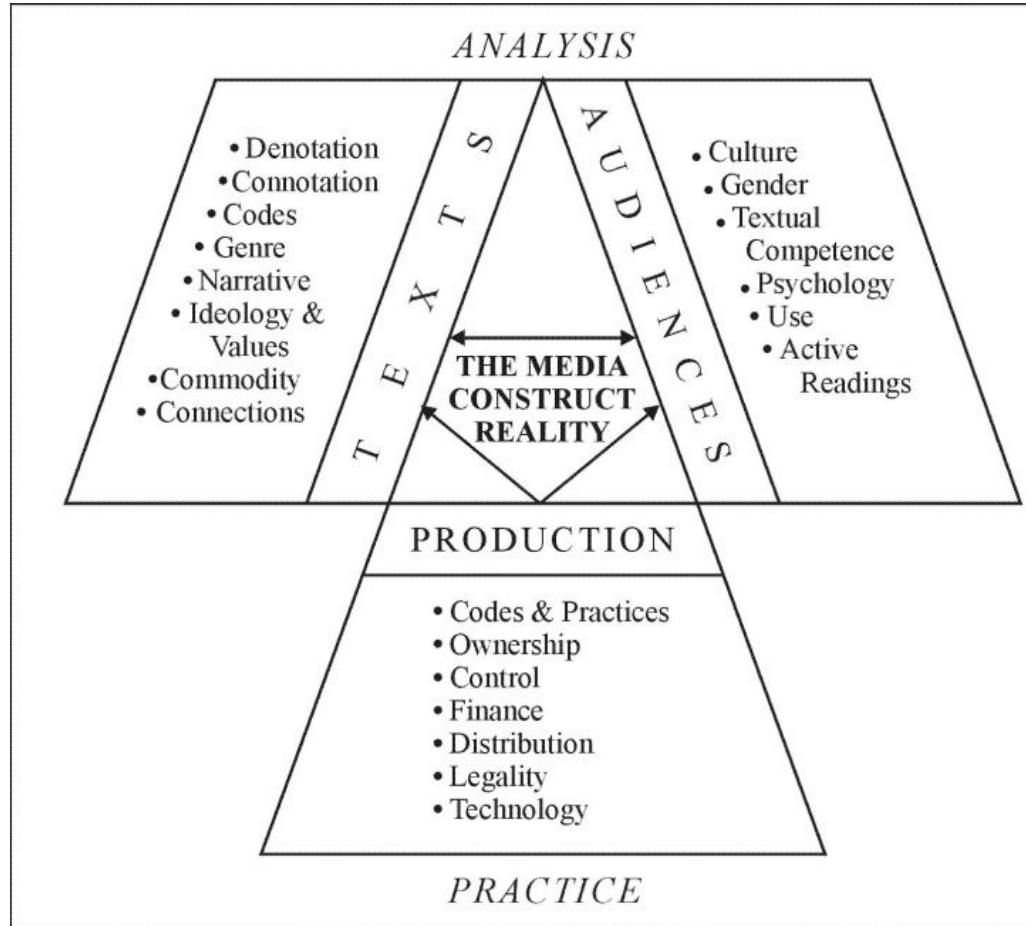 ANALYSIS
TEXTS
• Denotation
• Connotation
• Codes
• Genre
• Narrative
• Ideology &
Values
• Commodity
• Connections
AUDIENCES
• Culture
• Gender
• Textual
Competence
• Psychology
• Use
• Active
Readings
THE MEDIA
CONSTRUCT
REALITY
PRODUCTION
• Codes & Practices
• Ownership
• Control
• Finance
• Distribution
• Legality
• Technology
PRACTICE